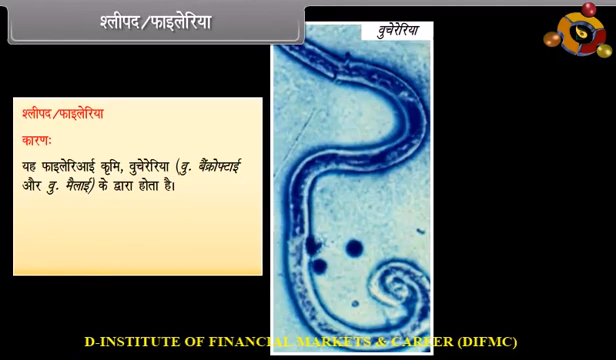 श्लीपद/फाइलेरिया
वुचेरेरिया
श्लीपद/फाइलेरिया
कारणः
यह फाइलेरिआई कृमि, वुचेरेरिया (वु. बैंक्रोफ्टाई
और वु. मैलाई) के द्वारा होता है।
D-INSTITUTE OF FINANCIAL MARKETS & CAREER (DIFMC)